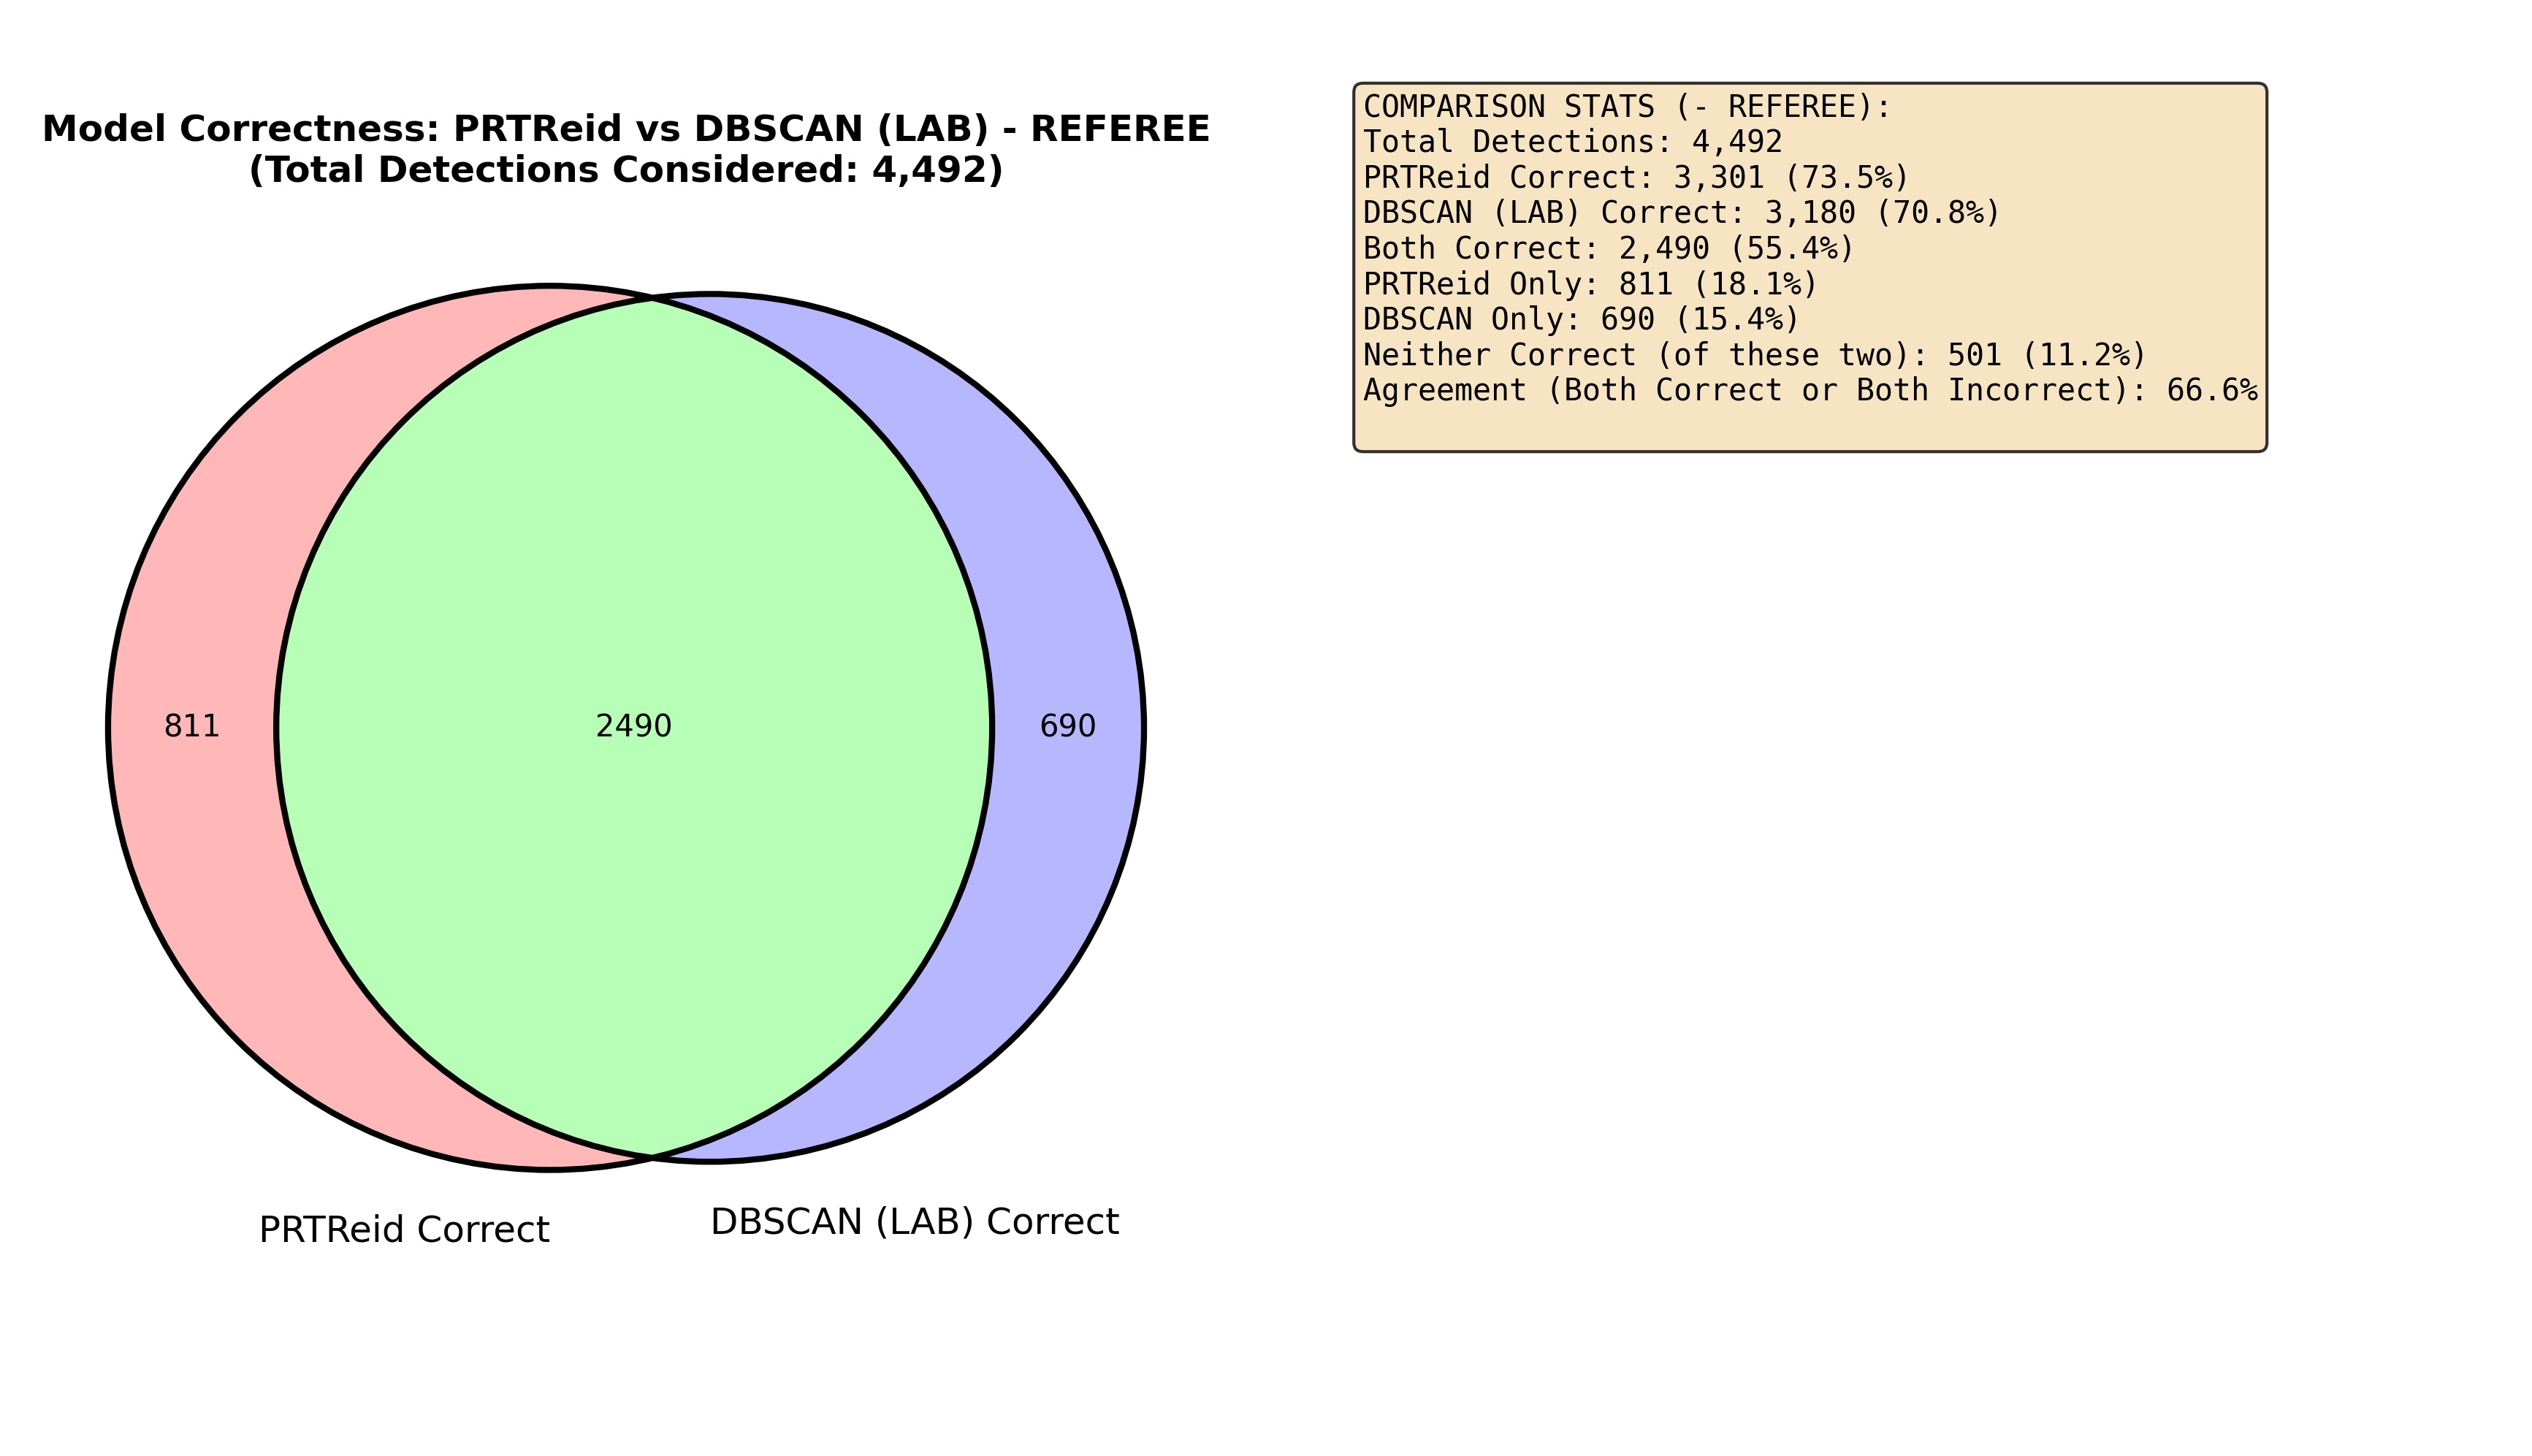 Model Correctness: PRTReid vs DBSCAN (LAB) - REFEREE
(Total Detections Considered: 4,492)
COMPARISON STATS (- REFEREE):
Total Detections: 4,492
PRTReid Correct: 3,301 (73.5%)
DBSCAN (LAB) Correct: 3,180 (70.8%)
Both Correct: 2,490 (55.4%)
PRTReid Only: 811 (18.1%)
DBSCAN Only: 690 (15.4%)
Neither Correct (of these two): 501 (11.2%)
Agreement (Both Correct or Both Incorrect): 66.6%
811
2490
690
PRTReid Correct
DBSCAN (LAB) Correct